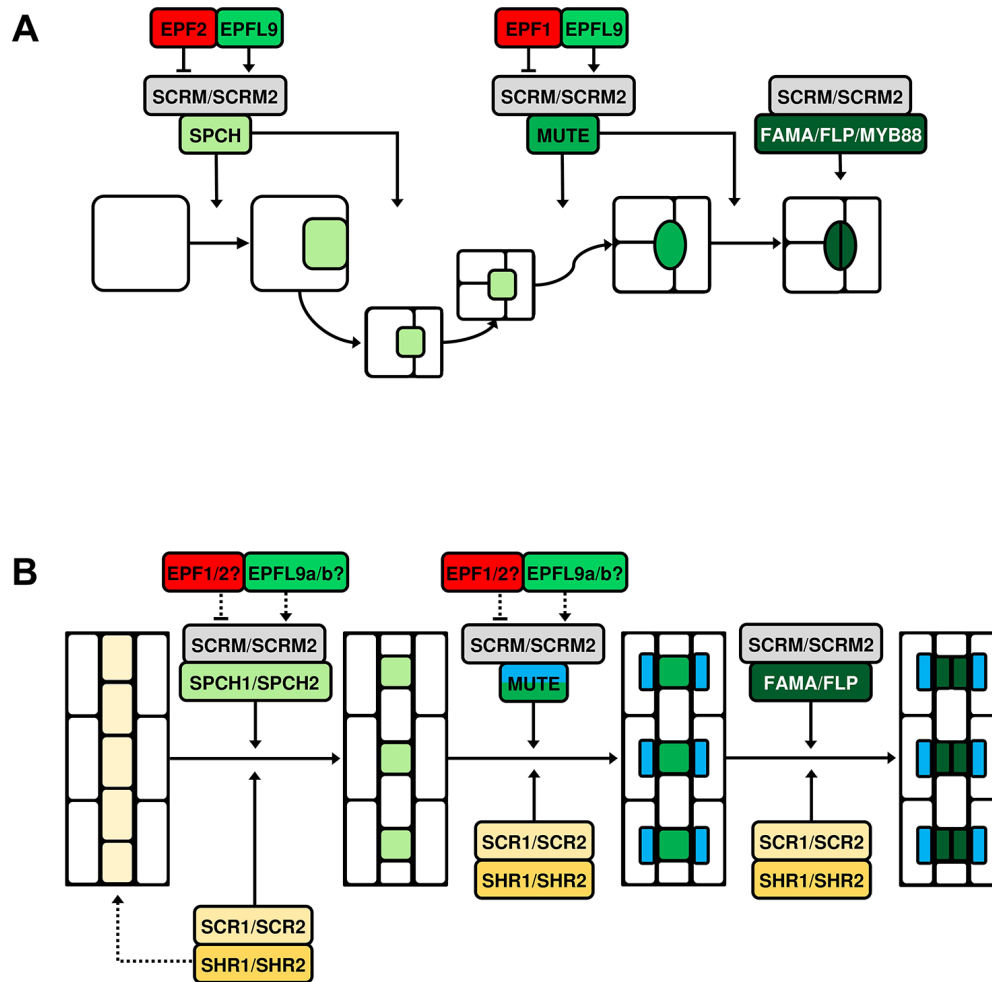 A
EPF2 EPFL9
SCRM/SCRM2
SPCH
EPF1 EPFL9
SCRM/SCRM2
MUTE
SCRM/SCRM2
FAMA/FLP/MYB88
B
EPF1/2? EPFL9a/b?
SCRM/SCRM2
SPCH1/SPCH2
EPF1/2? EPFL9a/b?
SCRM/SCRM2
MUTE
SCRM/SCRM2
FAMA/FLP
SCR1/SCR2
SHR1/SHR2
SCR1/SCR2
SHR1/SHR2
SCR1/SCR2
SHR1/SHR2